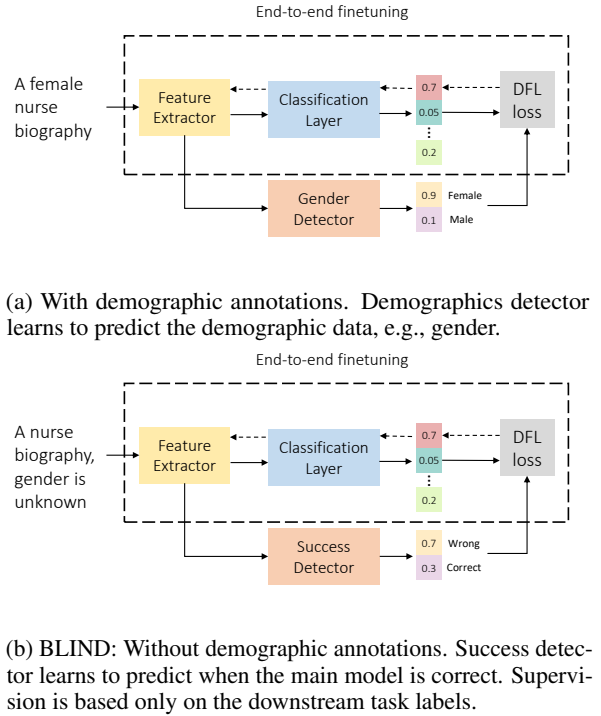 End-to-end finetuning
A female
nurse
biography
Feature
Extractor
Classification
Layer
0.7
0.05
0.2
DFL
loss
Gender
Detector
0.9 Female
0.1 Male
(a) With demographic annotations. Demographics detector
learns to predict the demographic data, e.g., gender.
End-to-end finetuning
A nurse
biography,
gender is
unknown
Feature
Extractor
Classification
Layer
0.7
0.05
0.2
DFL
loss
Success
Detector
0.7 Wrong
0.3 Correct
(b) BLIND: Without demographic annotations. Success detec-
tor learns to predict when the main model is correct. Supervi-
sion is based only on the downstream task labels.